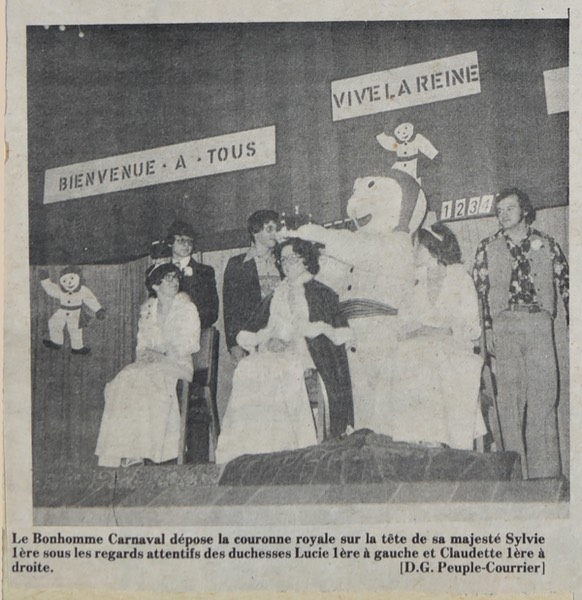 VIVE LA REINE
BIENVENUE · A · TOUS
1234
Le Bonhomme Carnaval dépose la couronne royale sur la tête de sa majesté Sylvie
1ère sous les regards attentifs des duchesses Lucie 1ère à gauche et Claudette 1ère à
droite. [D.G. Peuple-Courrier]